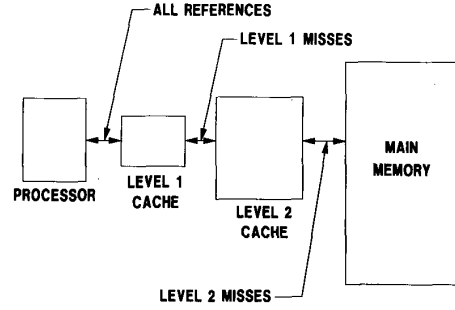 ALL REFERENCES
LEVEL 1 MISSES
PROCESSOR
LEVEL 1
CACHE
LEVEL 2
CACHE
MAIN
MEMORY
LEVEL 2 MISSES